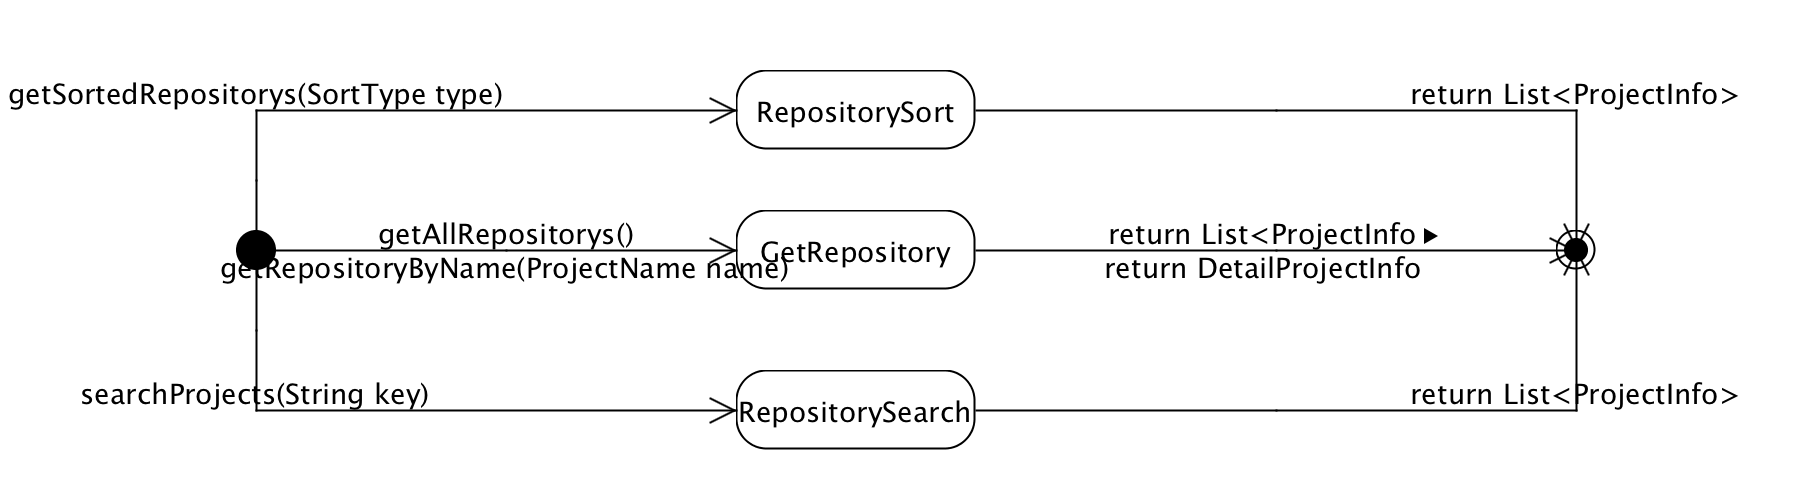 getSortedRepositorys(SortType type)
RepositorySort
return List<ProjectInfo>
getAllRepositorys()
getRepositoryByName(ProjectName name)
GetRepository
return List<ProjectInfo
return DetailProjectInfo
searchProjects(String key)
RepositorySearch
return List<ProjectInfo>